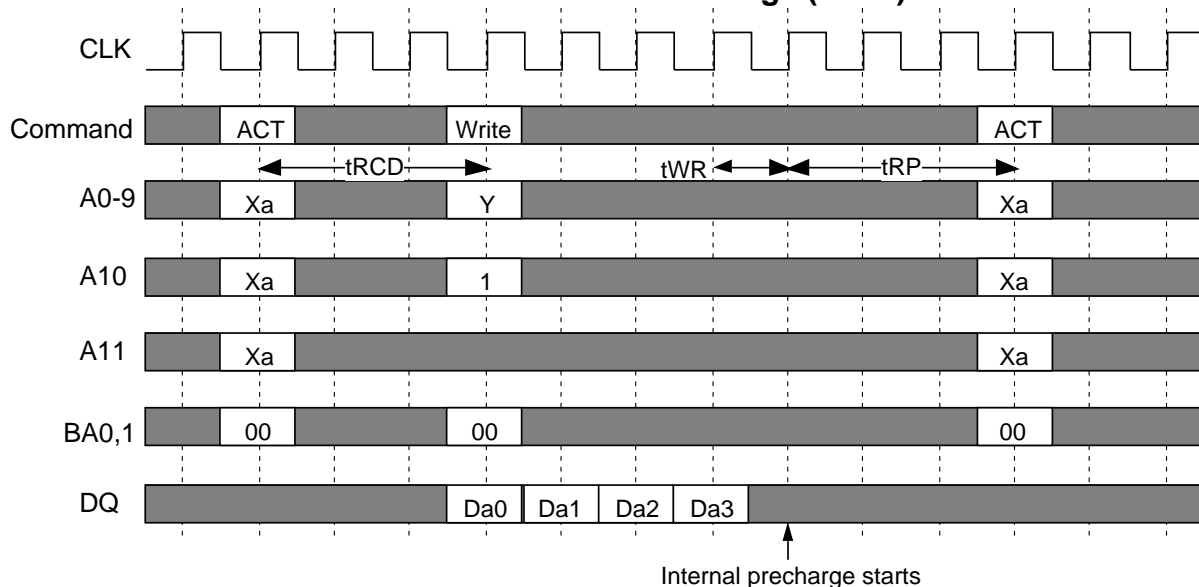 CLK
Command ACT Write ACT
tRCD tWR tRP
A0-9 Xa Y Xa
A10 Xa 1 Xa
A11 Xa Xa
BA0,1 00 00 00
DQ Da0 Da1 Da2 Da3
Internal precharge starts